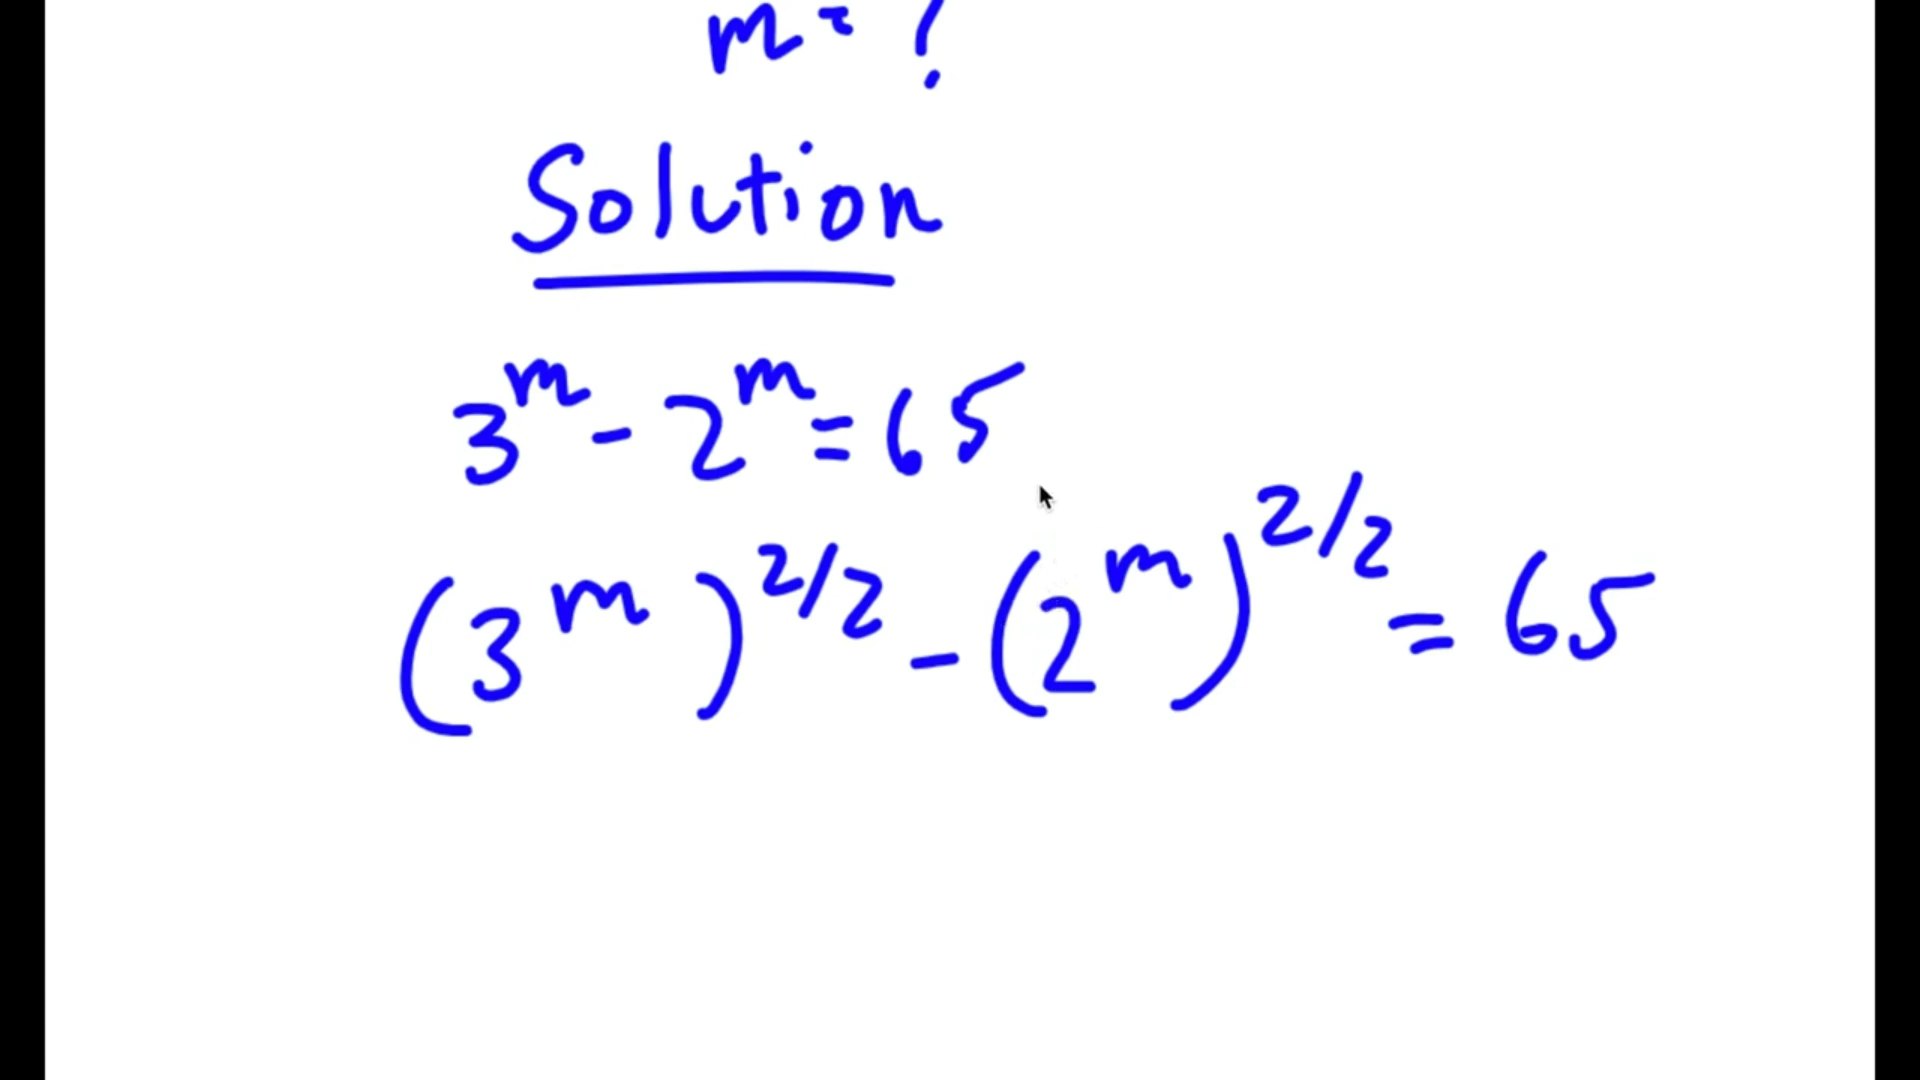 m = ?
Solution
3^m - 2^m = 65
(3^m)^2/2 - (2^m)^2/2 = 65